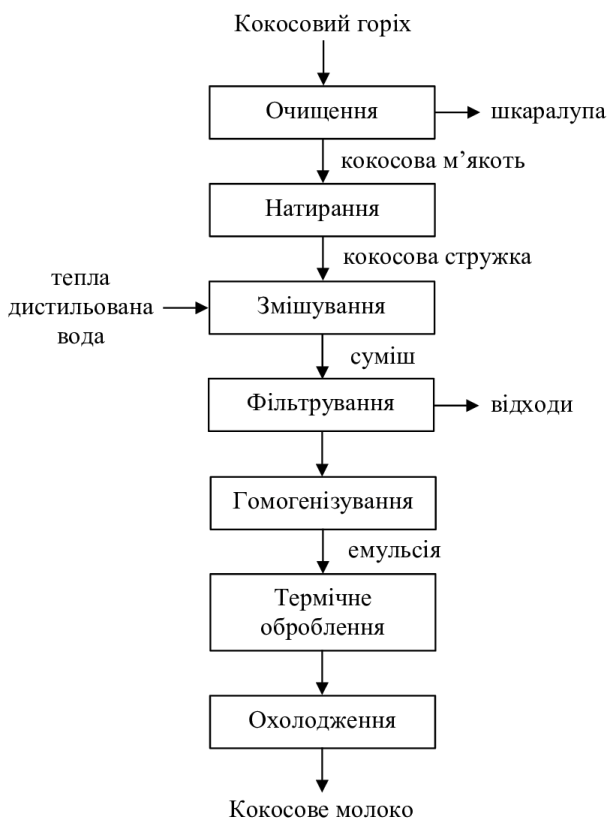 Кокосовий горіх
Очищення
шкаралупа
кокосова м’якоть
Натирання
кокосова стружка
тепла
дистильована
вода
Змішування
суміш
Фільтрування
відходи
Гомогенізування
емульсія
Термічне
оброблення
Охолодження
Кокосове молоко